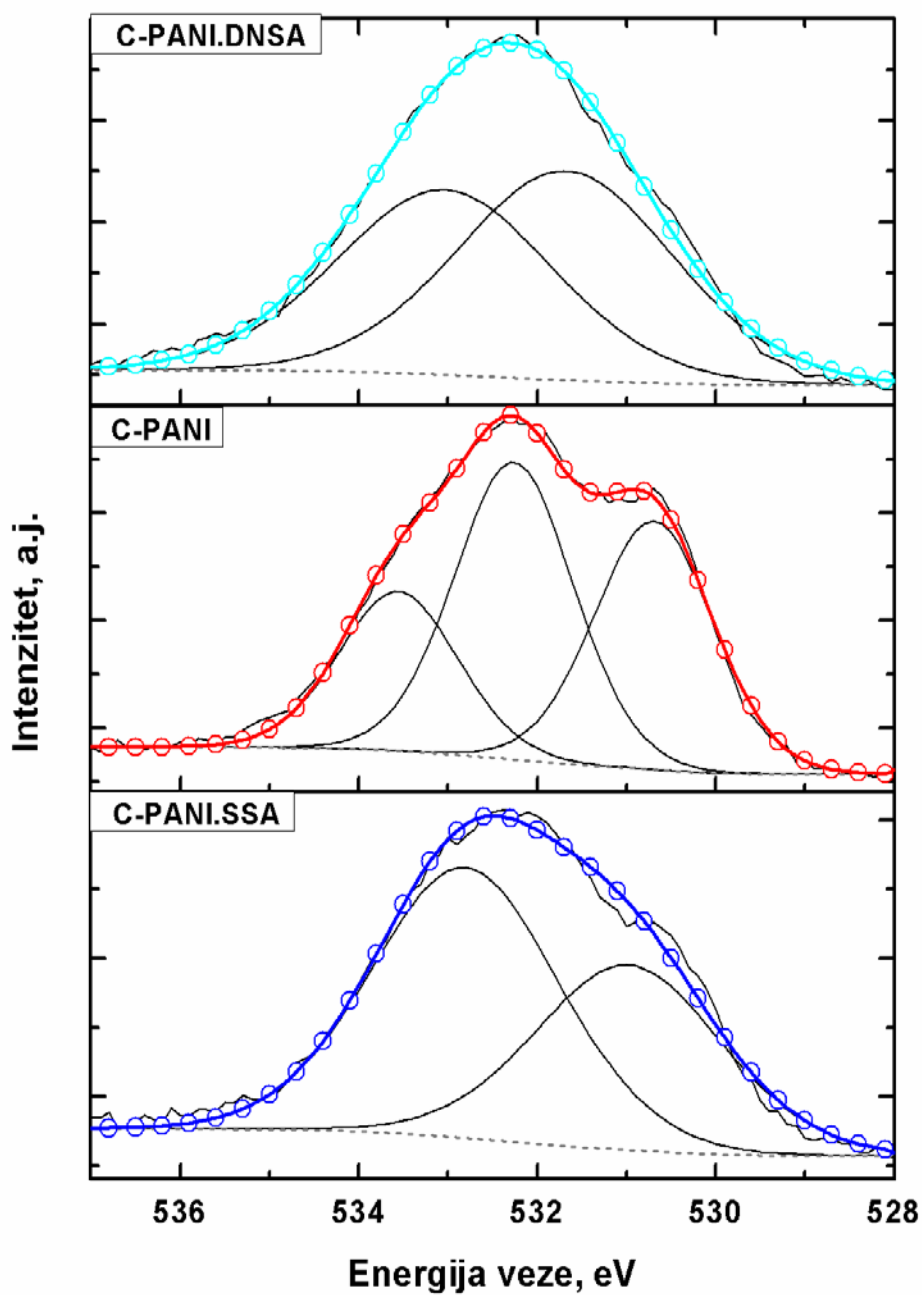 C-PANI.DNSA
C-PANI
C-PANI.SSA
Intenzitet, a.j.
536 534 532 530 528
Energija veze, eV